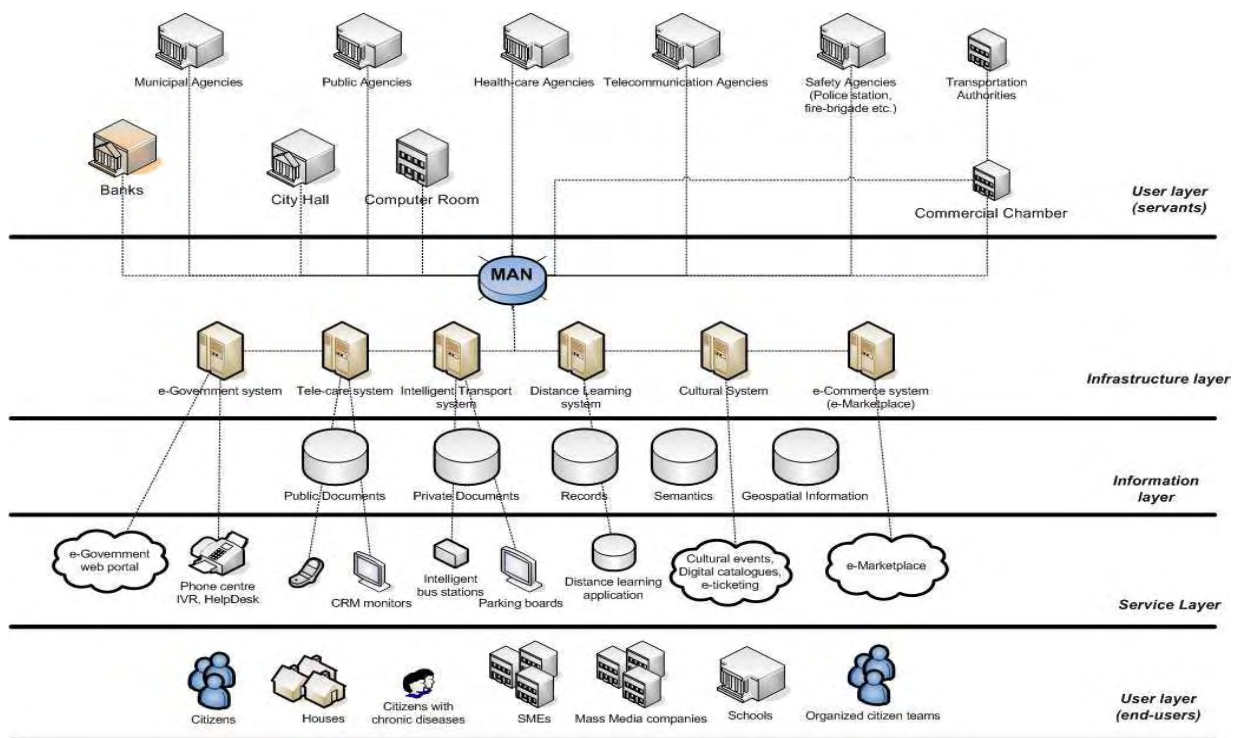 Municipal Agencies
Public Agencies
Health-care Agencies
Telecommunication Agencies
Safety Agencies
(Police station,
fire-brigade etc.)
Transportation
Authorities
Banks
City Hall
Computer Room
Commercial Chamber
User layer
(servants)
MAN
e-Government system
Tele-care system
Intelligent Transport
system
Distance Learning
system
Cultural System
e-Commerce system
(e-Marketplace)
Infrastructure layer
Public Documents
Private Documents
Records
Semantics
Geospatial Information
Information
layer
e-Government
web portal
Phone centre
IVR, HelpDesk
CRM monitors
Intelligent
bus stations
Parking boards
Distance learning
application
Cultural events,
Digital catalogues,
e-ticketing
e-Marketplace
Service Layer
Citizens
Houses
Citizens with
chronic diseases
SMEs
Mass Media companies
Schools
Organized citizen teams
User layer
(end-users)